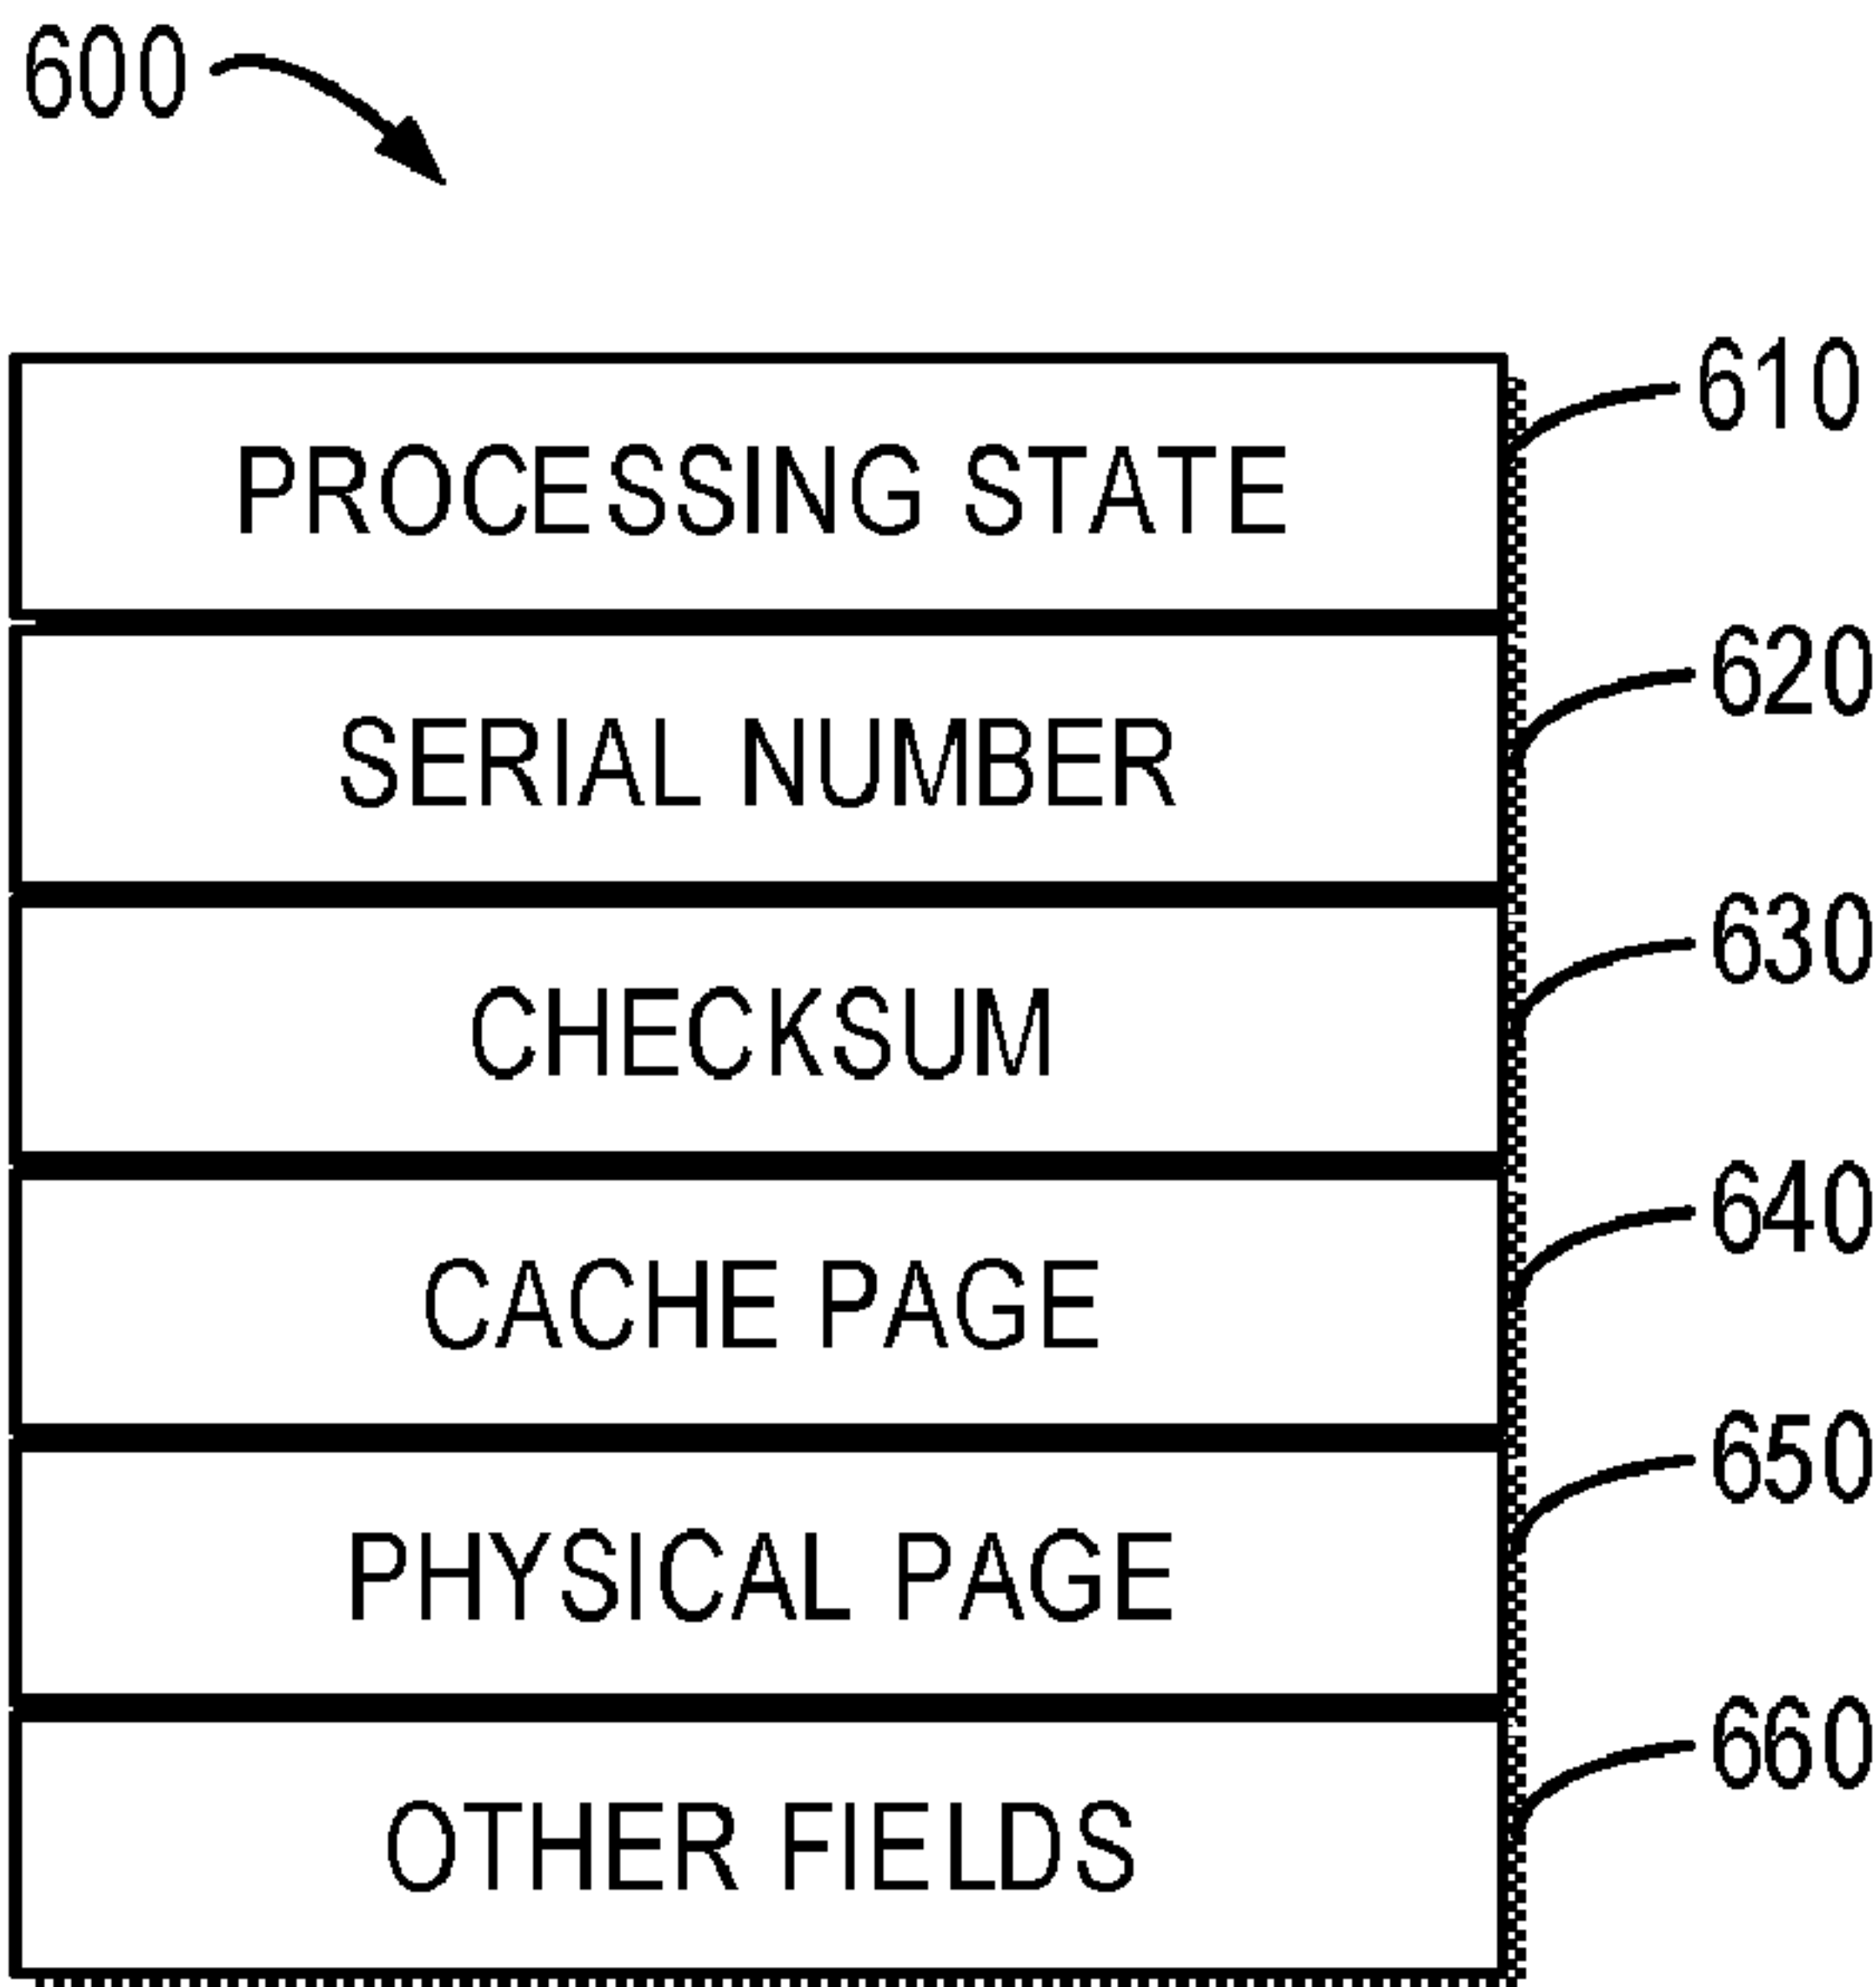 600
PROCESSING STATE 610
SERIAL NUMBER 620
CHECKSUM 630
CACHE PAGE 640
PHYSICAL PAGE 650
OTHER FIELDS 660